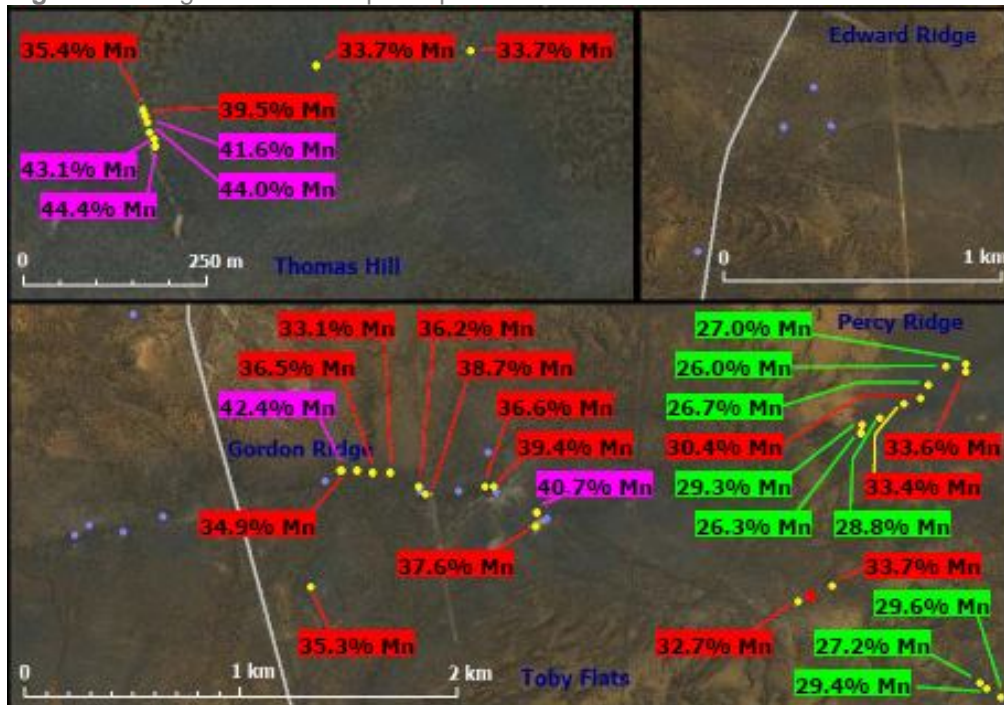 35.4% Mn
33.7% Mn
33.7% Mn
39.5% Mn
41.6% Mn
43.1% Mn
44.0% Mn
44.4% Mn
0 250 m
Thomas Hill
Edward Ridge
0 1 km
33.1% Mn
36.2% Mn
27.0% Mn
Percy Ridge
36.5% Mn
38.7% Mn
26.0% Mn
42.4% Mn
36.6% Mn
26.7% Mn
Gordon Ridge
39.4% Mn
30.4% Mn
33.6% Mn
40.7% Mn
29.3% Mn
33.4% Mn
34.9% Mn
26.3% Mn
28.8% Mn
37.6% Mn
33.7% Mn
35.3% Mn
32.7% Mn
29.6% Mn
27.2% Mn
0 1 km 2 km
Toby Flats
29.4% Mn